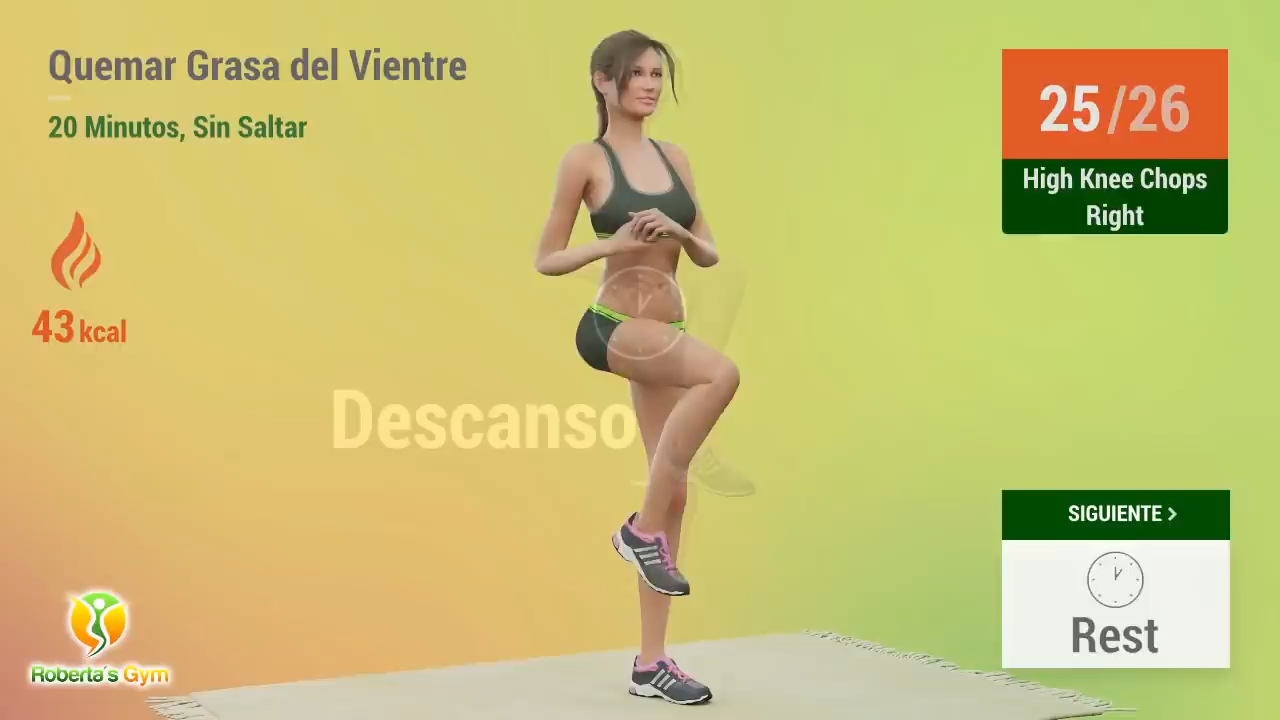 Quemar Grasa del Vientre
20 Minutos, Sin Saltar
25/26
High Knee Chops
Right
43 kcal
Descanso
SIGUIENTE >
Rest
Roberta´s Gym